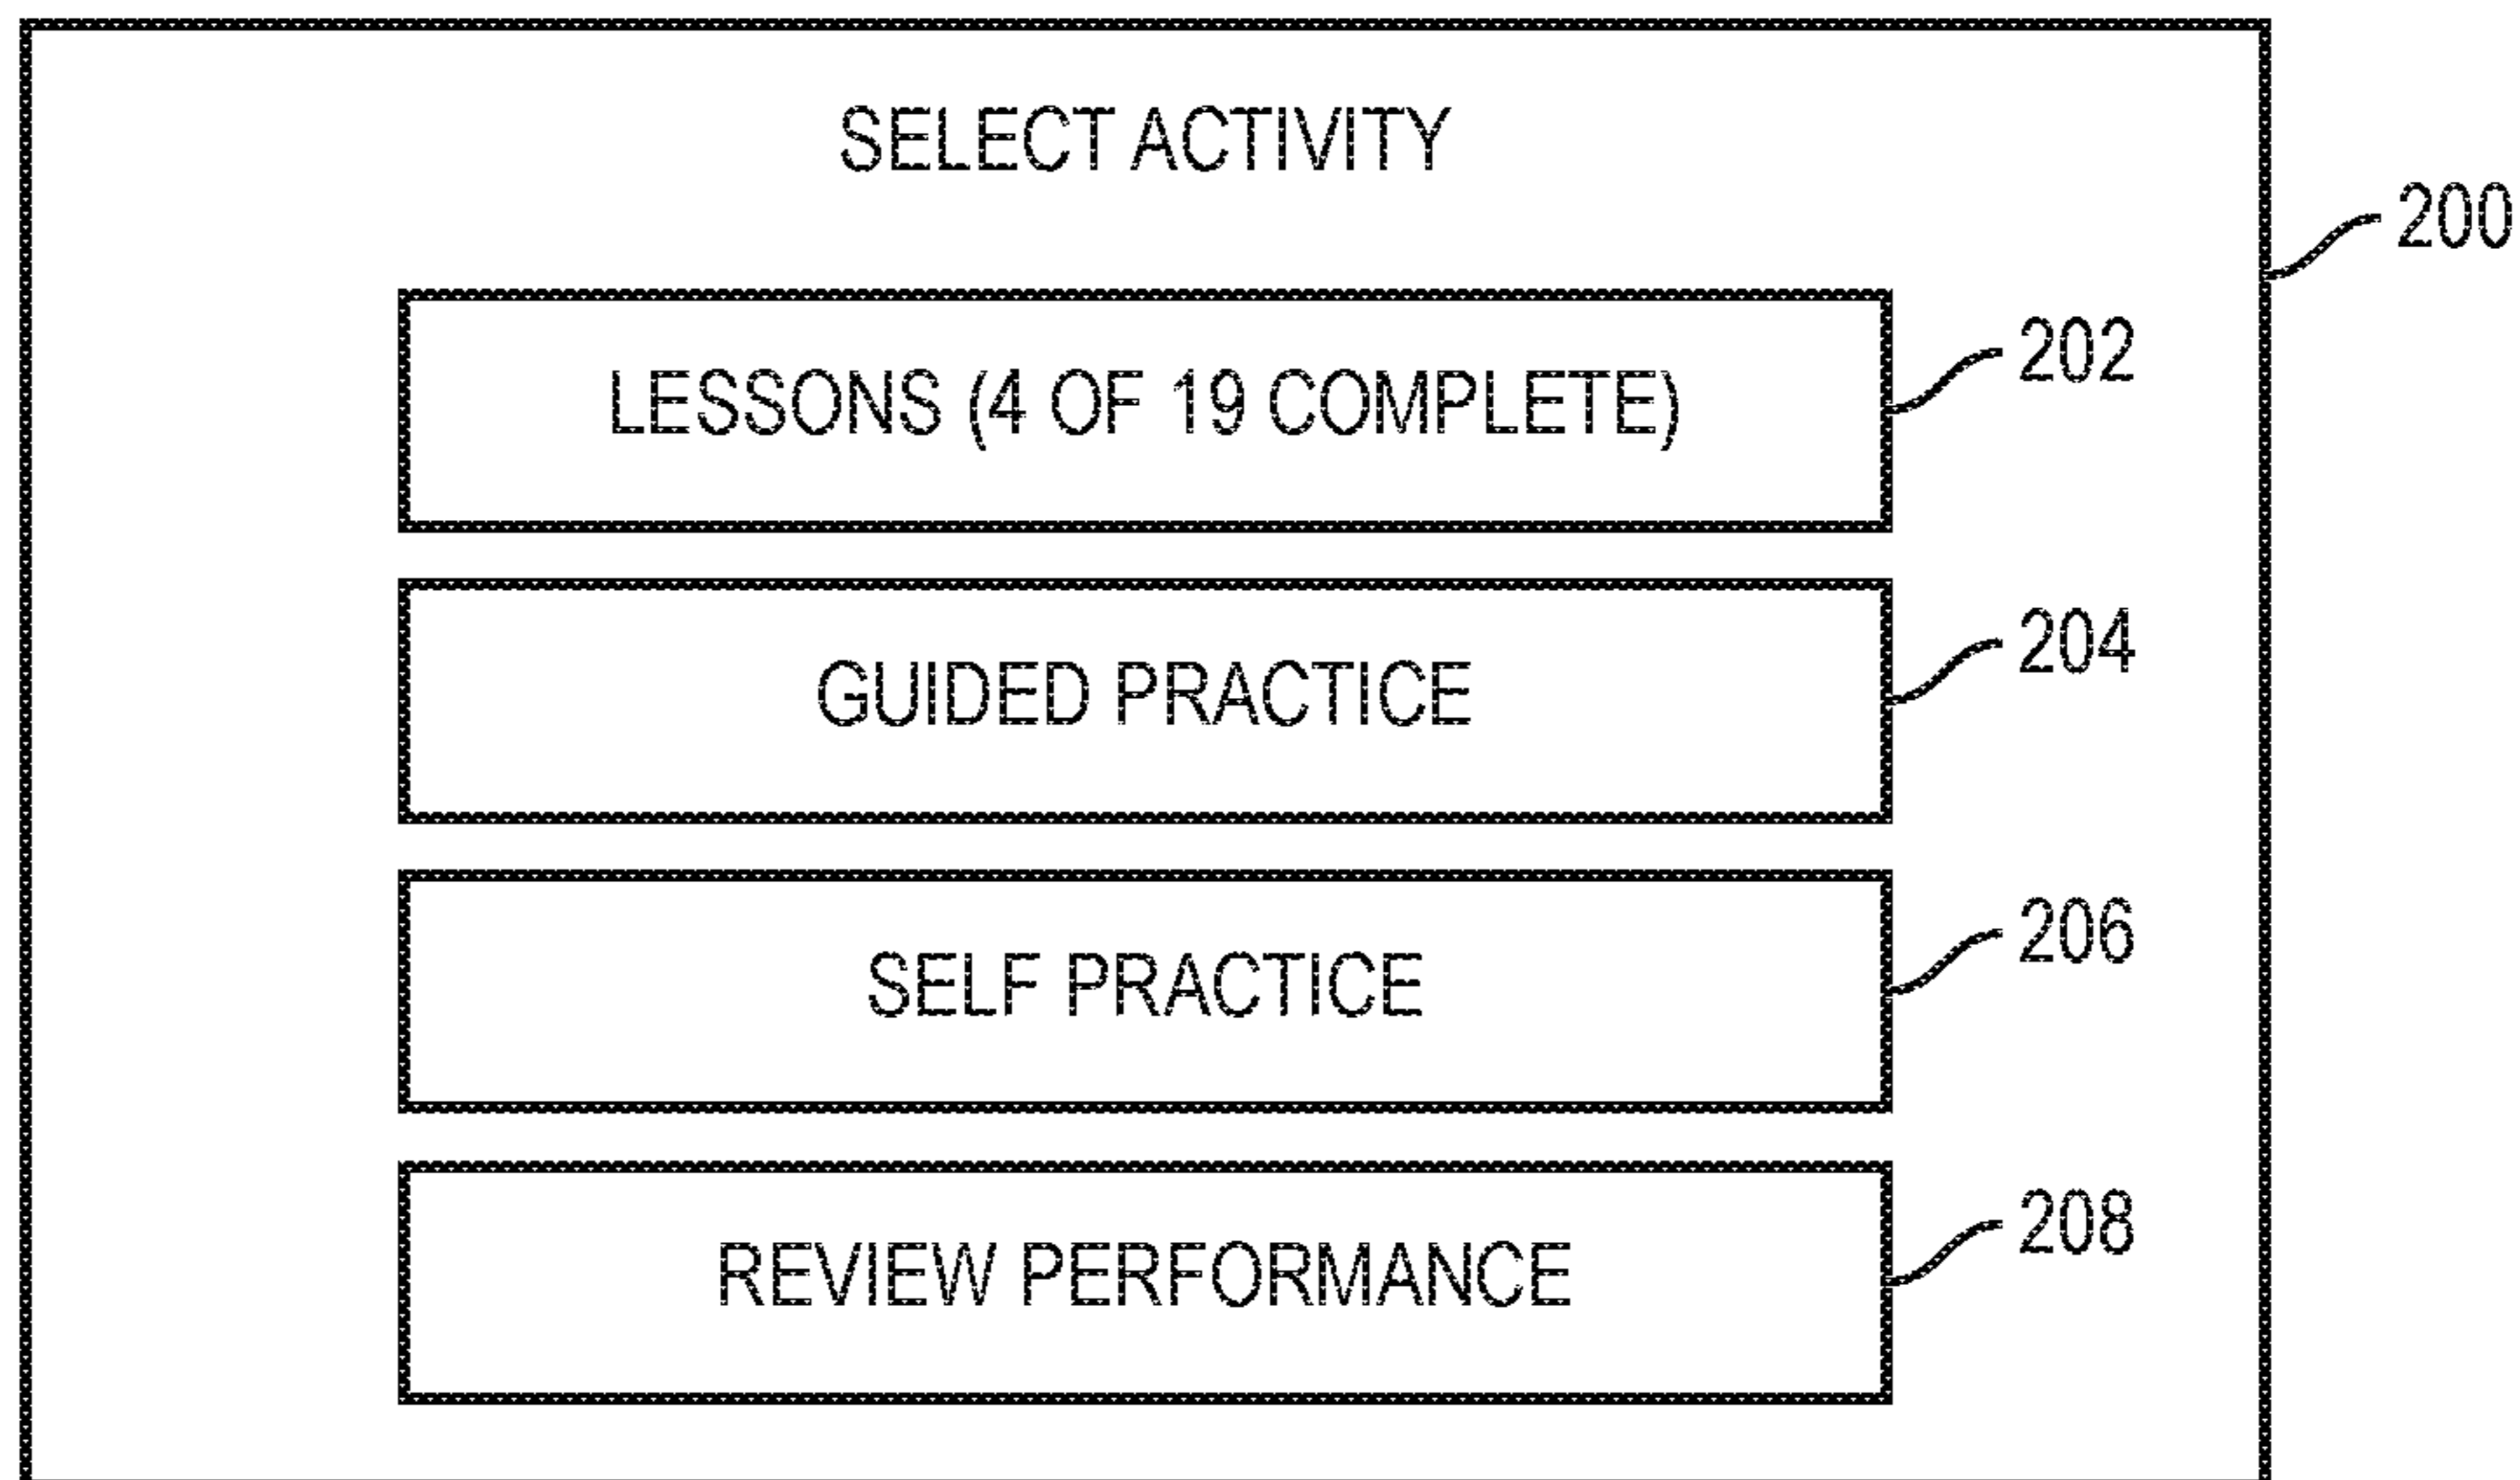 SELECT ACTIVITY
200
LESSONS (4 OF 19 COMPLETE)
202
GUIDED PRACTICE
204
SELF PRACTICE
206
REVIEW PERFORMANCE
208